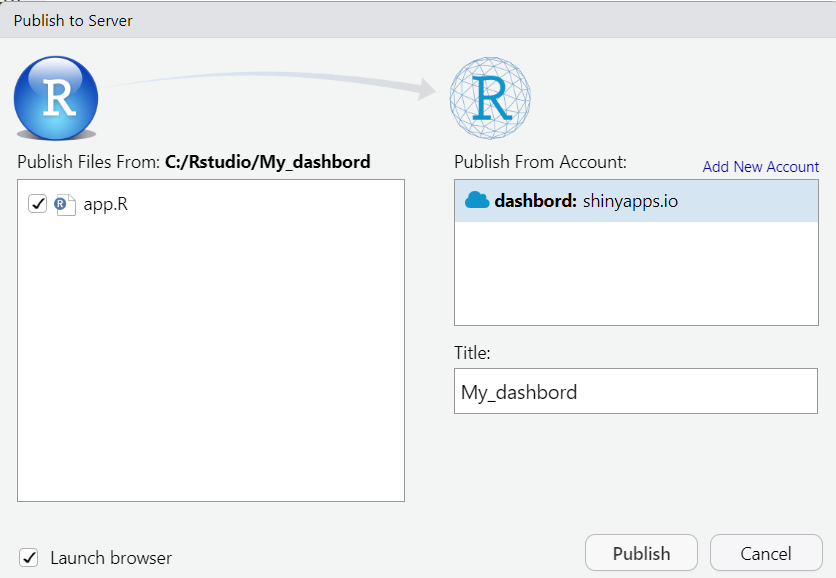 Publish to Server
R
R
Publish Files From: C:/Rstudio/My_dashbord
Publish From Account:
Add New Account
R app.R
dashbord: shinyapps.io
Title:
My_dashbord
Launch browser
Publish
Cancel